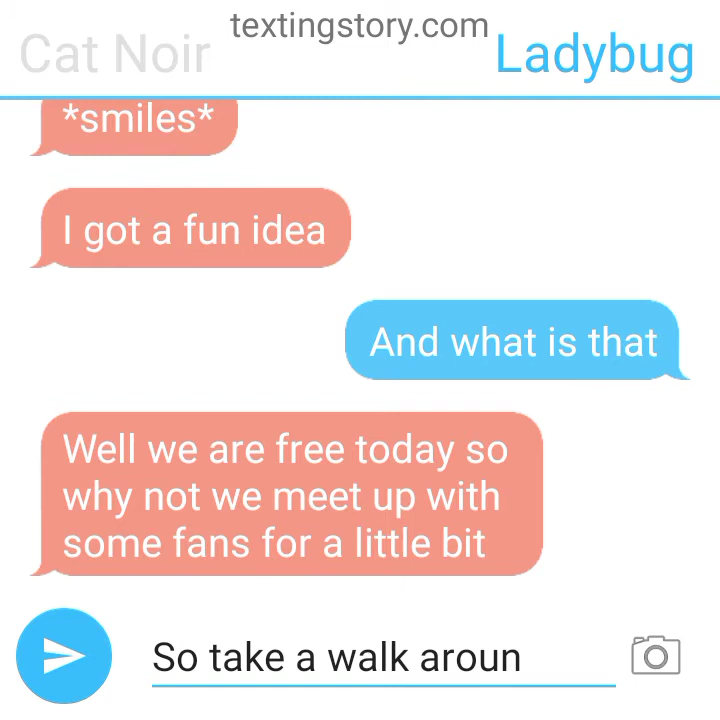 textingstory.com
Cat Noir
Ladybug
*smiles*
I got a fun idea
And what is that
Well we are free today so
why not we meet up with
some fans for a little bit
So take a walk aroun